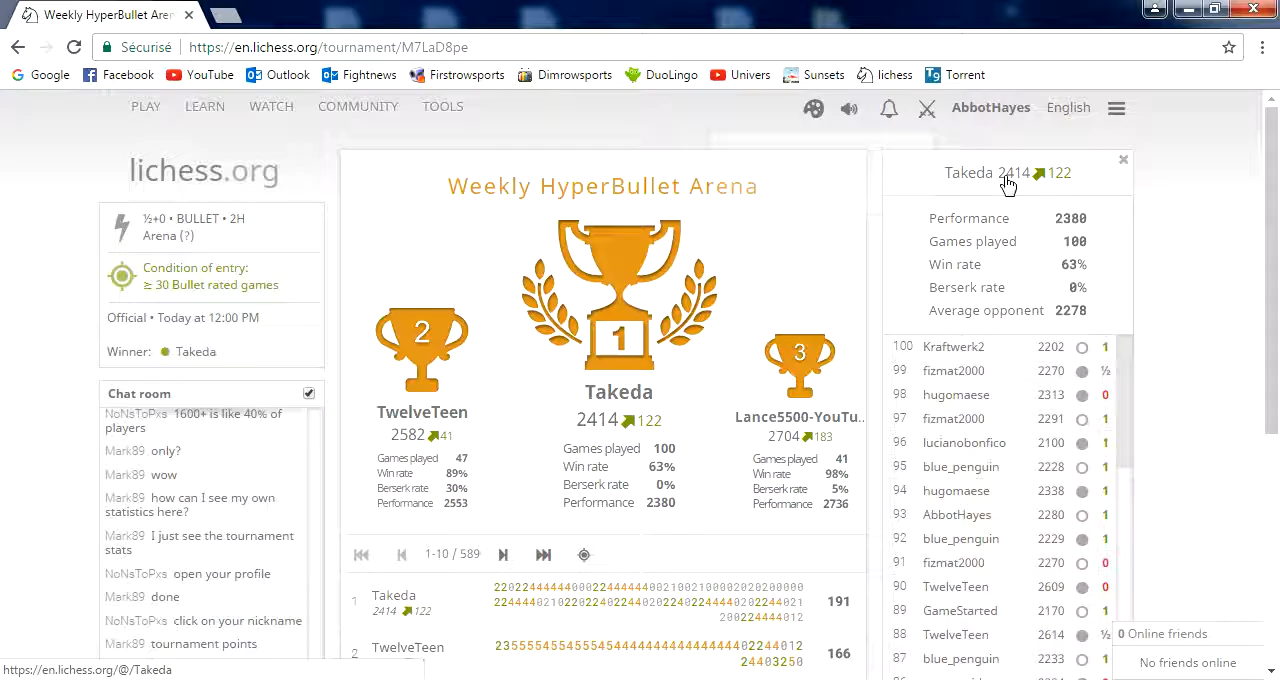 Weekly HyperBullet Aren
Sécurisé
https://en.lichess.org/tournament/M7LaD8pe
Google
Facebook
YouTube
Outlook
Fightnews
Firstrowsports
Dimrowsports
DuoLingo
Univers
Sunsets
lichess
Torrent
PLAY LEARN WATCH COMMUNITY TOOLS
AbbotHayes English
lichess.org
½+0 • BULLET • 2H
Arena (?)
Condition of entry:
≥ 30 Bullet rated games
Official • Today at 12:00 PM
Winner: Takeda
Chat room
NoNsToPxs 1600+ is like 40% of
players
Mark89 only?
Mark89 wow
Mark89 how can I see my own
statistics here?
Mark89 I just see the tournament
stats
NoNsToPxs open your profile
Mark89 done
NoNsToPxs click on your nickname
Mark89 tournament points
https://en.lichess.org/@/Takeda
Weekly HyperBullet Arena
2
TwelveTeen
2582 41
Games played 47
Win rate 89%
Berserk rate 30%
Performance 2553
1
Takeda
2414 122
Games played 100
Win rate 63%
Berserk rate 0%
Performance 2380
3
Lance5500-YouTu..
2704 183
Games played 41
Win rate 98%
Berserk rate 5%
Performance 2736
1-10 / 589
1 Takeda 191
2414 122
2 TwelveTeen 166
Takeda 2414 122
Performance 2380
Games played 100
Win rate 63%
Berserk rate 0%
Average opponent 2278
100 Kraftwerk2 2202 1
99 fizmat2000 2270 ½
98 hugomaese 2313 0
97 fizmat2000 2291 1
96 lucianobonfico 2100 1
95 blue_penguin 2228 1
94 hugomaese 2338 1
93 AbbotHayes 2280 1
92 blue_penguin 2229 1
91 fizmat2000 2270 0
90 TwelveTeen 2609 0
89 GameStarted 2170 1
88 TwelveTeen 2614 ½
87 blue_penguin 2233 1
0 Online friends
No friends online